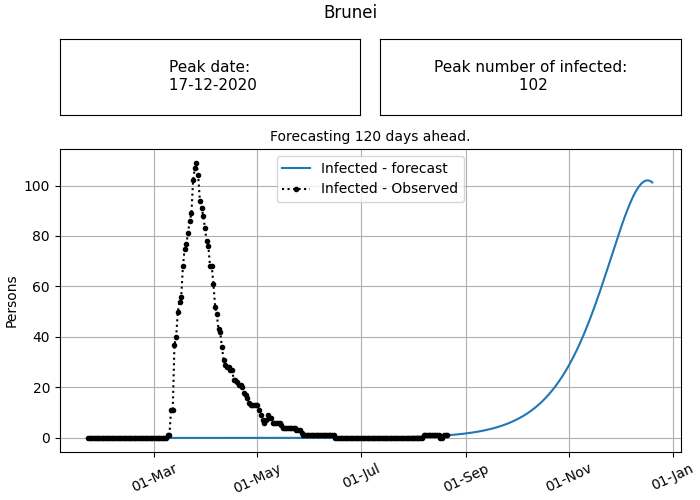 Brunei
Peak date:
17-12-2020
Peak number of infected:
102
Forecasting 120 days ahead.
Infected - forecast
Infected - Observed
Persons
100
80
60
40
20
0
01-Mar
01-May
01-Jul
01-Sep
01-Nov
01-Jan